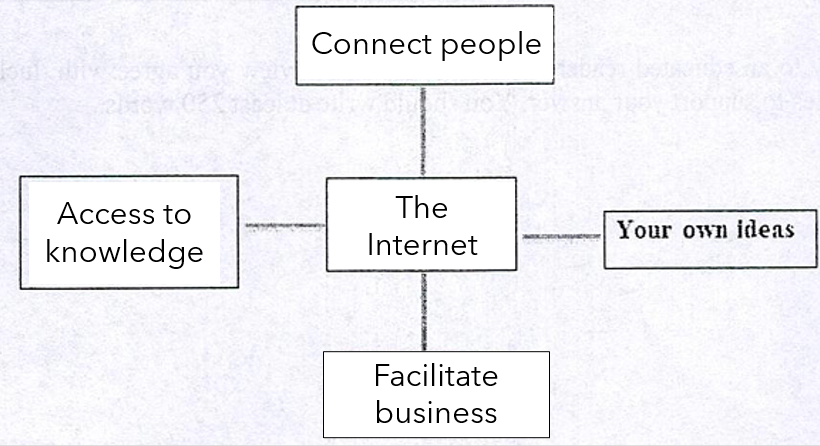 Connect people
Access to
knowledge
The
Internet
Your own ideas
Facilitate
business